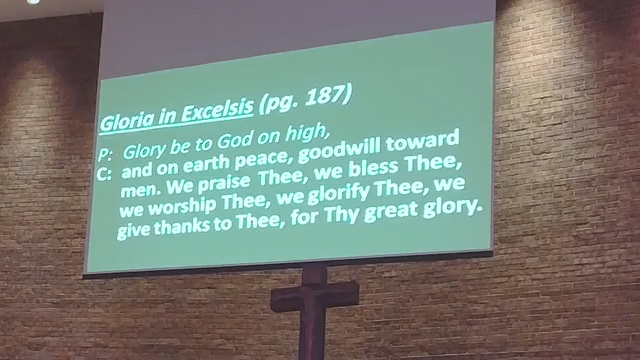 Gloria in Excelsis (pg. 187)
P: Glory be to God on high,
C: and on earth peace, goodwill toward
men. We praise Thee, we bless Thee,
we worship Thee, we glorify Thee, we
give thanks to Thee, for Thy great glory.